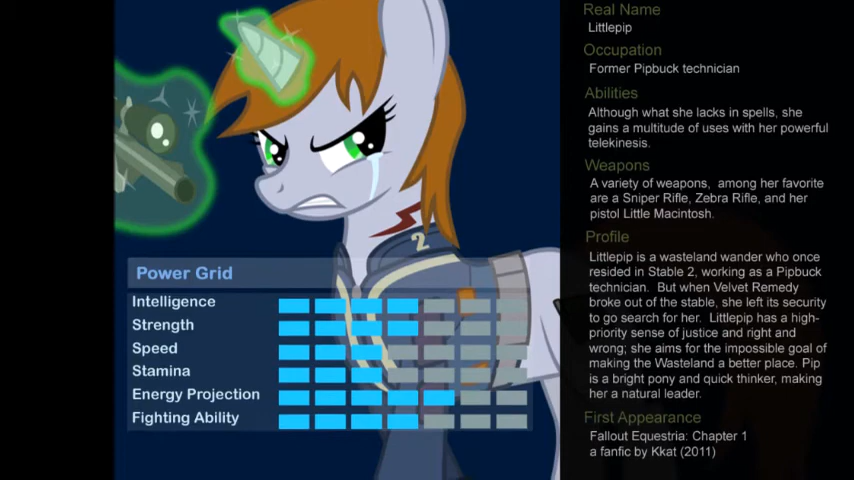 Real Name
Littlepip
Occupation
Former Pipbuck technician
Abilities
Although what she lacks in spells, she
gains a multitude of uses with her powerful
telekinesis.
Weapons
A variety of weapons, among her favorite
are a Sniper Rifle, Zebra Rifle, and her
pistol Little Macintosh.
Profile
Littlepip is a wasteland wander who once
resided in Stable 2, working as a Pipbuck
technician. But when Velvet Remedy
broke out of the stable, she left its security
to go search for her. Littlepip has a high-
priority sense of justice and right and
wrong; she aims for the impossible goal of
making the Wasteland a better place. Pip
is a bright pony and quick thinker, making
her a natural leader.
First Appearance
Fallout Equestria: Chapter 1
a fanfic by Kkat (2011)
2
Power Grid
Intelligence
Strength
Speed
Stamina
Energy Projection
Fighting Ability